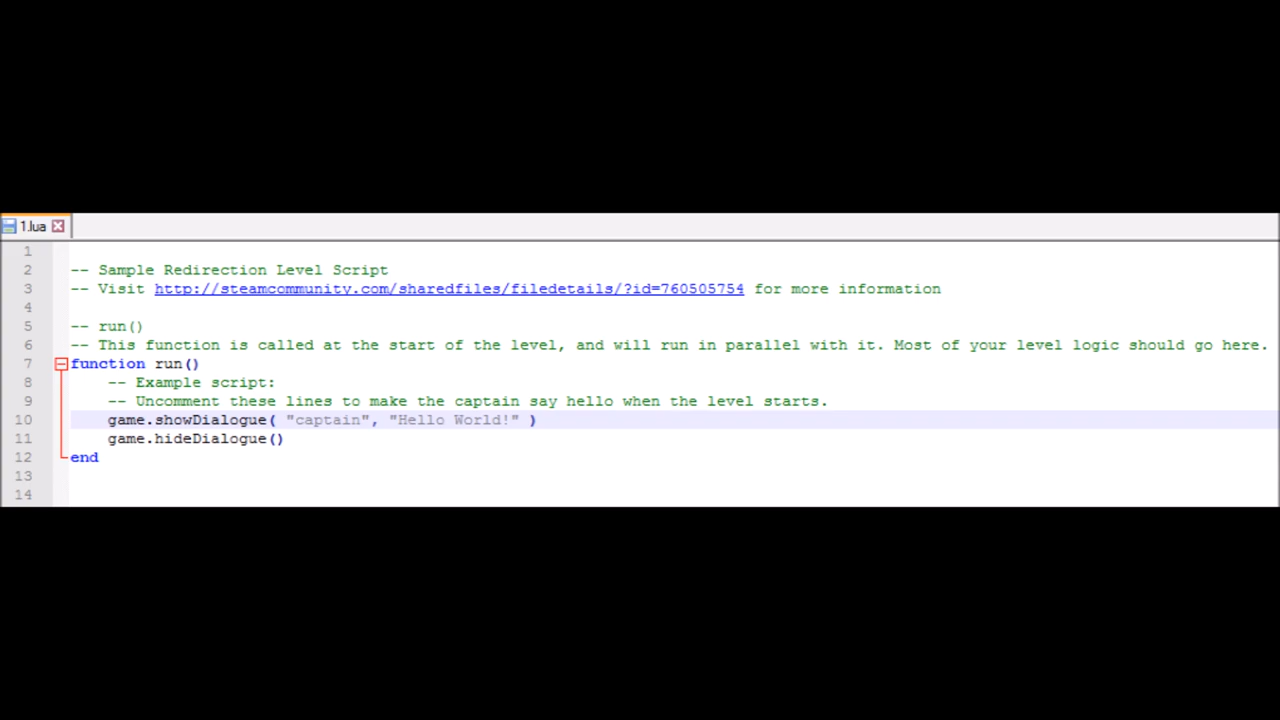 1.lua
1
2 -- Sample Redirection Level Script
3 -- Visit http://steamcommunity.com/sharedfiles/filedetails/?id=760505754 for more information
4
5 -- run()
6 -- This function is called at the start of the level, and will run in parallel with it. Most of your level logic should go here.
7 function run()
8 -- Example script:
9 -- Uncomment these lines to make the captain say hello when the level starts.
10 game.showDialogue( "captain", "Hello World!" )
11 game.hideDialogue()
12 end
13
14